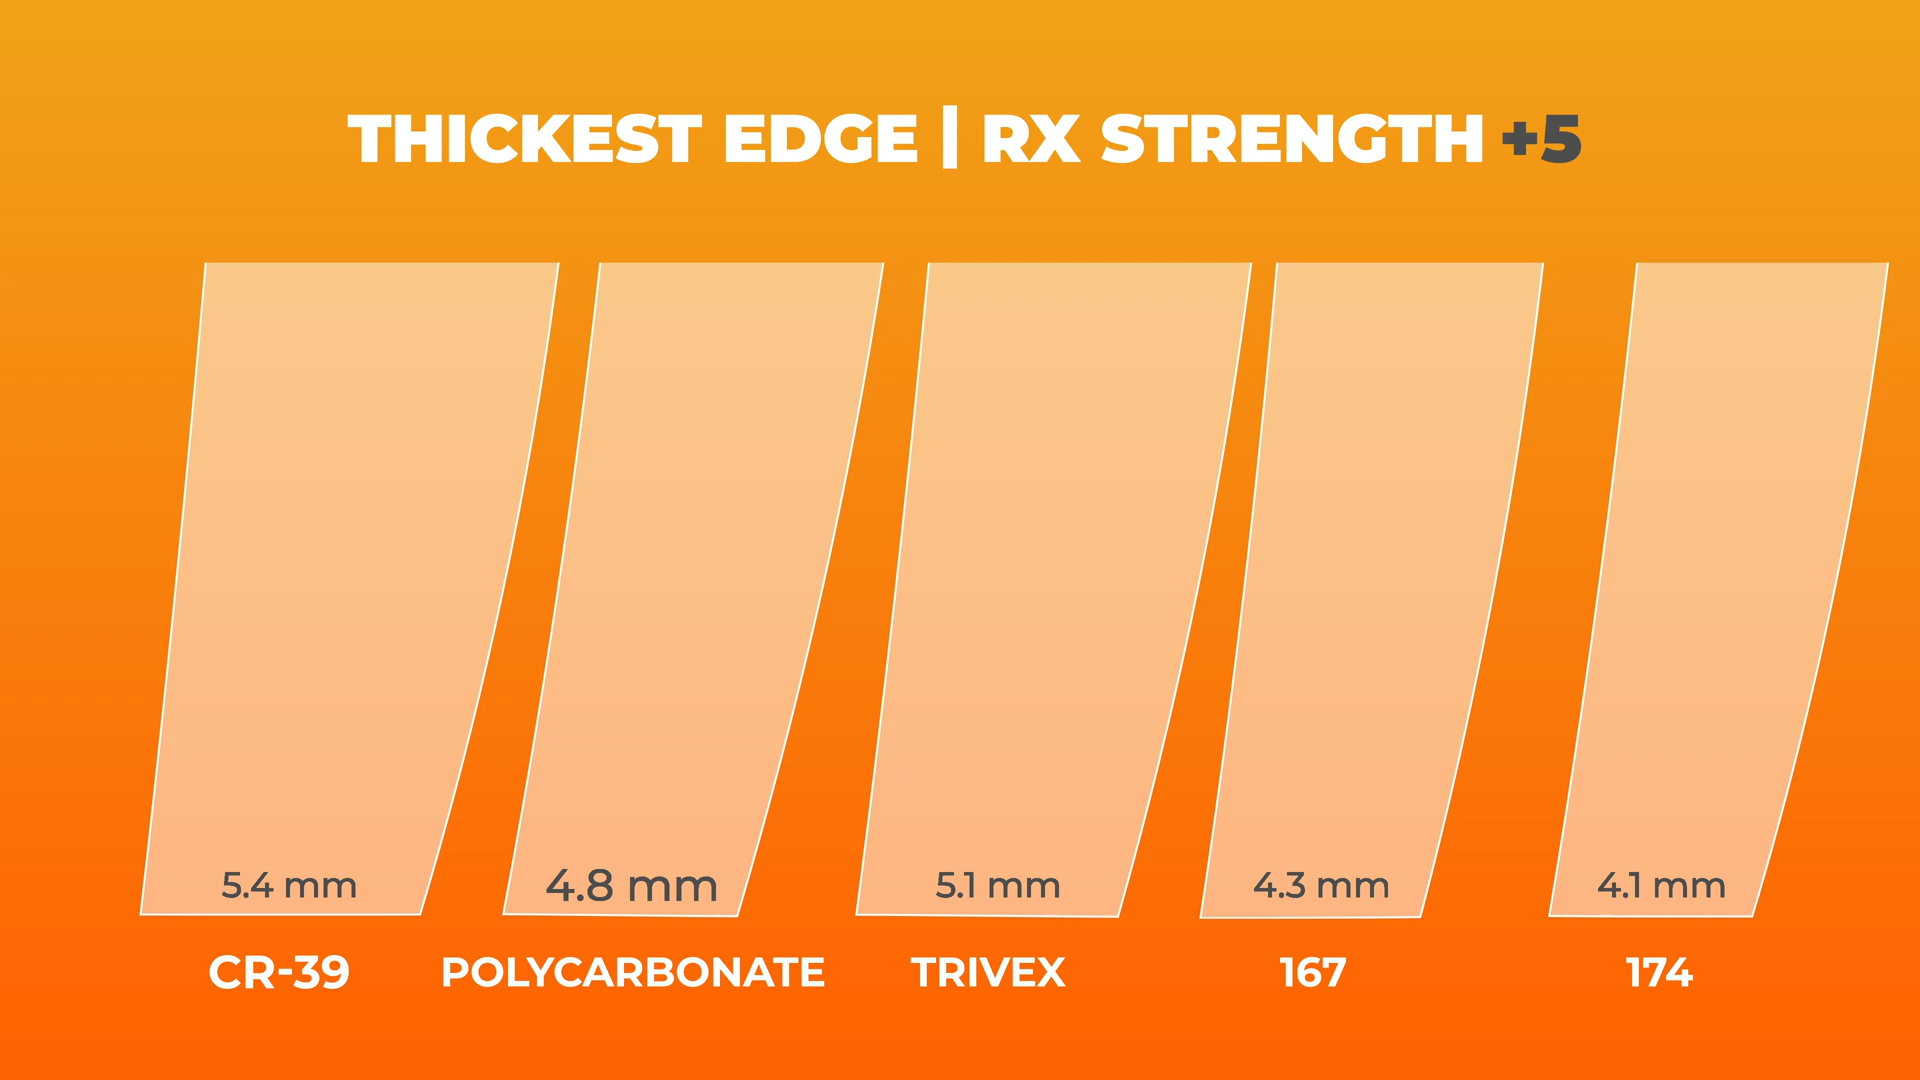 THICKEST EDGE | RX STRENGTH +5
5.4 mm 4.8 mm 5.1 mm 4.3 mm 4.1 mm
CR-39 POLYCARBONATE TRIVEX 167 174